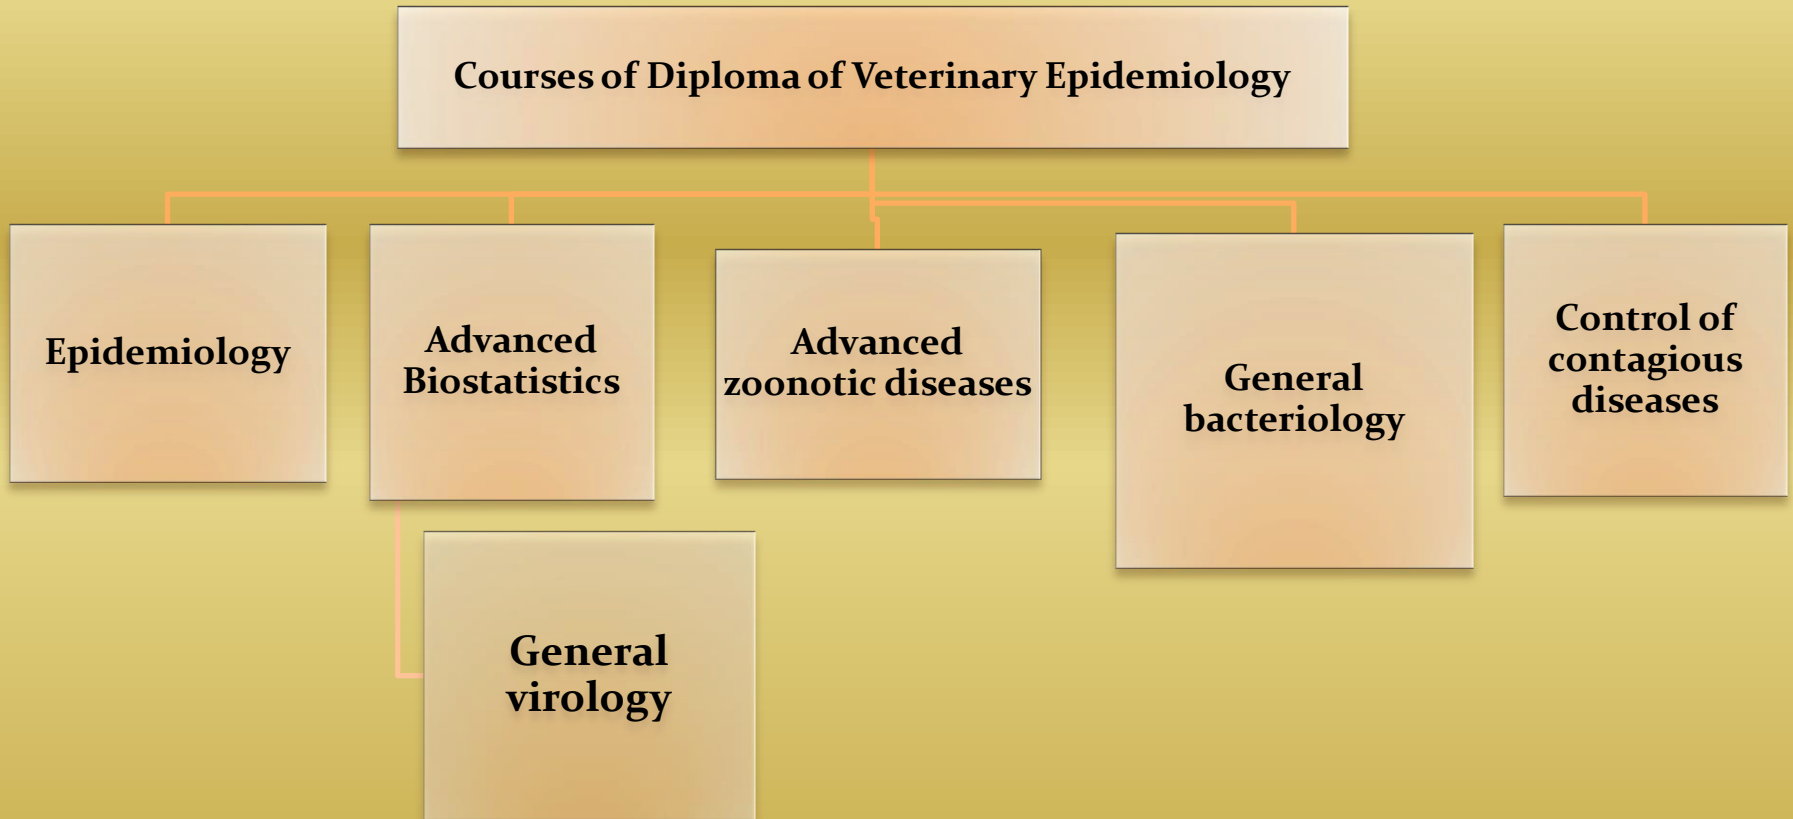 Courses of Diploma of Veterinary Epidemiology
Epidemiology
Advanced
Biostatistics
Advanced
zoonotic diseases
General
bacteriology
Control of
contagious
diseases
General
virology